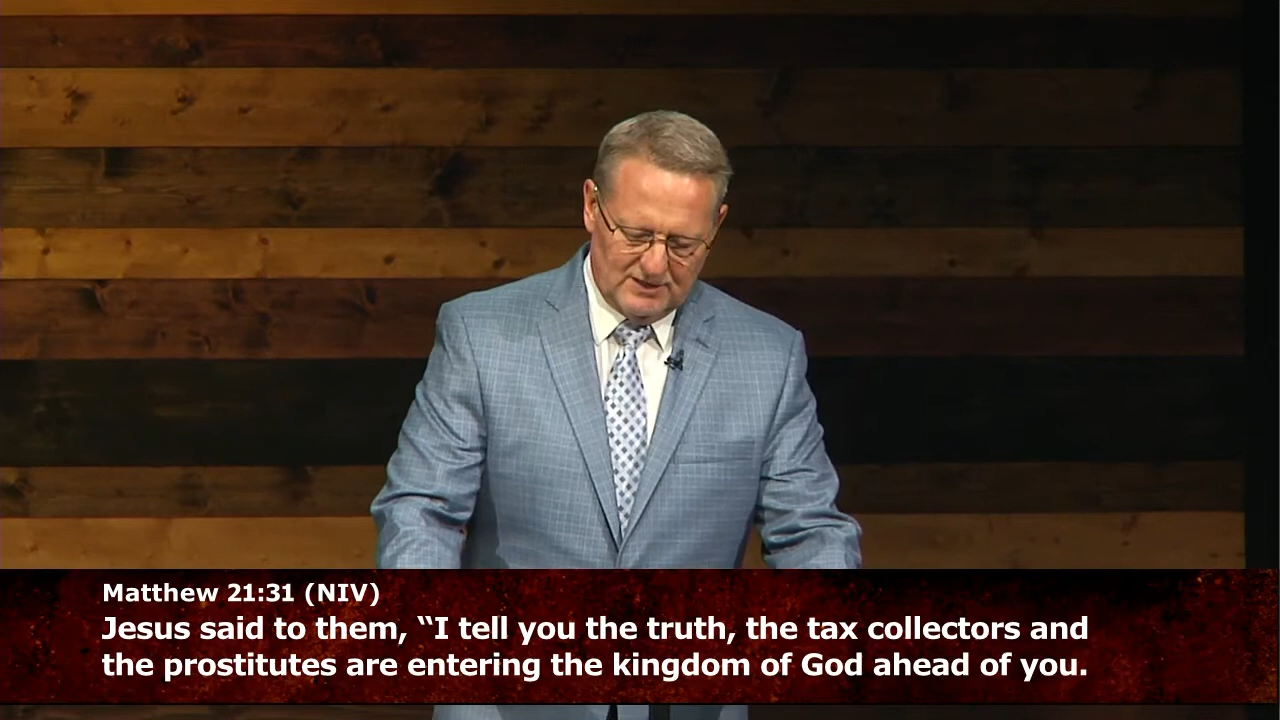 Matthew 21:31 (NIV)
Jesus said to them, “I tell you the truth, the tax collectors and
the prostitutes are entering the kingdom of God ahead of you.